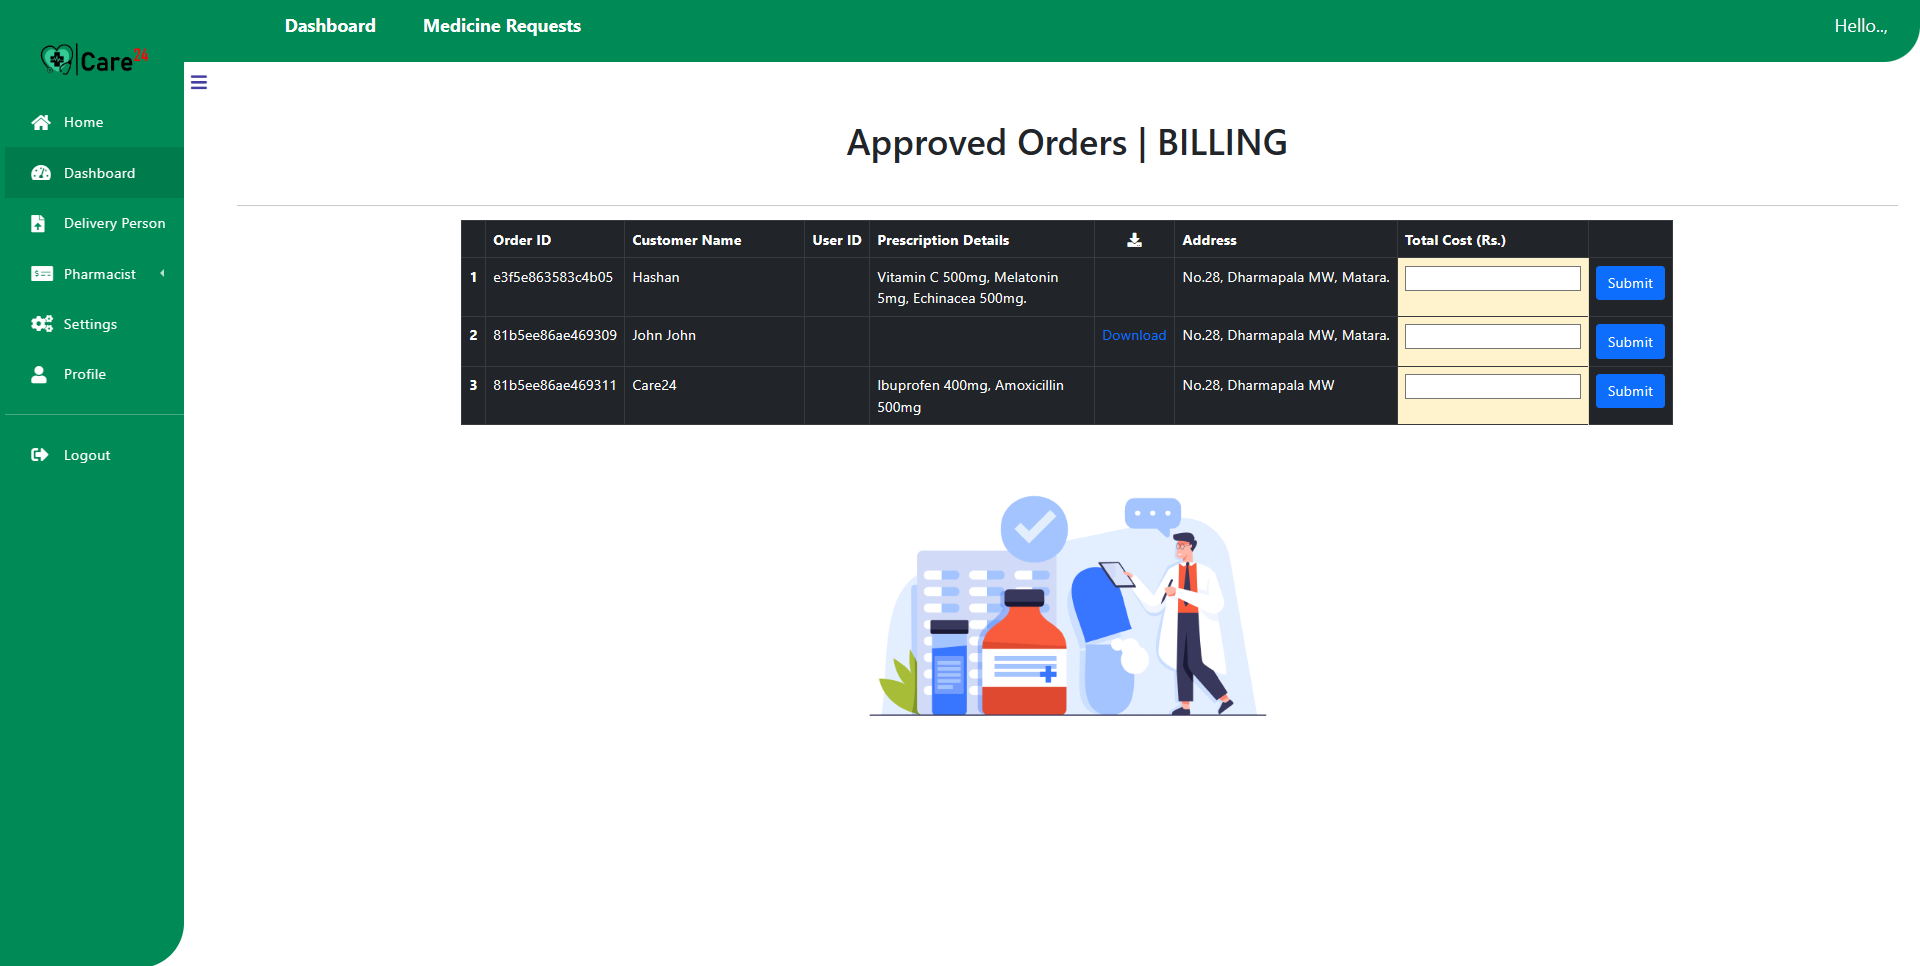 Dashboard Medicine Requests Hello..,
Care24
Home
Dashboard
Delivery Person
Pharmacist
Settings
Profile
Logout
Approved Orders | BILLING
Order ID Customer Name User ID Prescription Details Address Total Cost (Rs.)
1 e3f5e863583c4b05 Hashan Vitamin C 500mg, Melatonin No.28, Dharmapala MW, Matara. Submit
5mg, Echinacea 500mg.
2 81b5ee86ae469309 John John Download No.28, Dharmapala MW, Matara. Submit
3 81b5ee86ae469311 Care24 Ibuprofen 400mg, Amoxicillin No.28, Dharmapala MW Submit
500mg